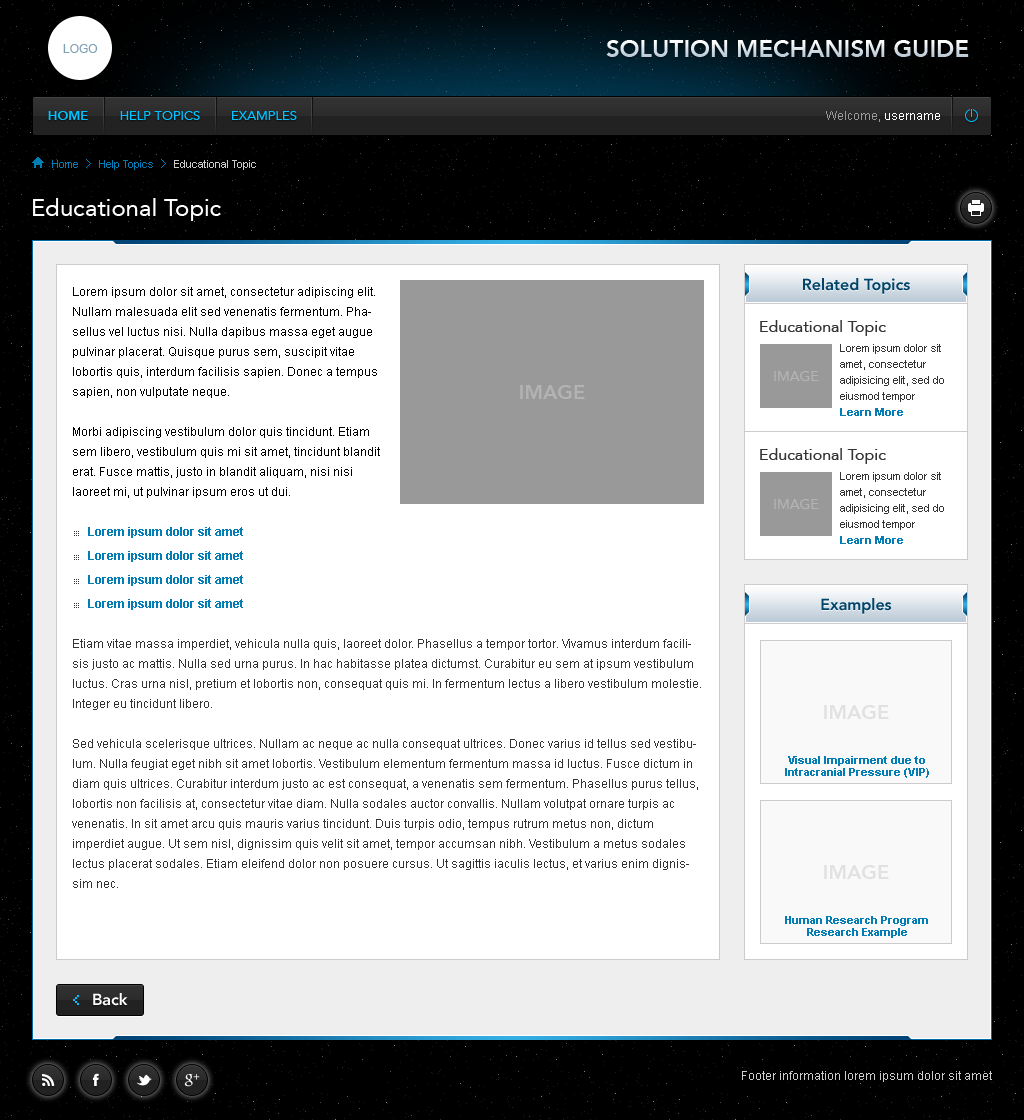 LOGO
SOLUTION MECHANISM GUIDE
HOME HELP TOPICS EXAMPLES Welcome, username
Home Help Topics Educational Topic
Educational Topic
Lorem ipsum dolor sit amet, consectetur adipiscing elit.
Nullam malesuada elit sed venenatis fermentum. Pha-
sellus vel luctus nisi. Nulla dapibus massa eget augue
pulvinar placerat. Quisque purus sem, suscipit vitae
lobortis quis, interdum facilisis sapien. Donec a tempus
sapien, non vulputate neque.
Morbi adipiscing vestibulum dolor quis tincidunt. Etiam
sem libero, vestibulum quis mi sit amet, tincidunt blandit
erat. Fusce mattis, justo in blandit aliquam, nisi nisi
laoreet mi, ut pulvinar ipsum eros ut dui.
IMAGE
Lorem ipsum dolor sit amet
Lorem ipsum dolor sit amet
Lorem ipsum dolor sit amet
Lorem ipsum dolor sit amet
Etiam vitae massa imperdiet, vehicula nulla quis, laoreet dolor. Phasellus a tempor tortor. Vivamus interdum facili-
sis justo ac mattis. Nulla sed urna purus. In hac habitasse platea dictumst. Curabitur eu sem at ipsum vestibulum
luctus. Cras urna nisl, pretium et lobortis non, consequat quis mi. In fermentum lectus a libero vestibulum molestie.
Integer eu tincidunt libero.
Sed vehicula scelerisque ultrices. Nullam ac neque ac nulla consequat ultrices. Donec varius id tellus sed vestibu-
lum. Nulla feugiat eget nibh sit amet lobortis. Vestibulum elementum fermentum massa id luctus. Fusce dictum in
diam quis ultrices. Curabitur interdum justo ac est consequat, a venenatis sem fermentum. Phasellus purus tellus,
lobortis non facilisis at, consectetur vitae diam. Nulla sodales auctor convallis. Nullam volutpat ornare turpis ac
venenatis. In sit amet arcu quis mauris varius tincidunt. Duis turpis odio, tempus rutrum metus non, dictum
imperdiet augue. Ut sem nisl, dignissim quis velit sit amet, tempor accumsan nibh. Vestibulum a metus sodales
lectus placerat sodales. Etiam eleifend dolor non posuere cursus. Ut sagittis iaculis lectus, et varius enim dignis-
sim nec.
Related Topics
Educational Topic
IMAGE
Lorem ipsum dolor sit
amet, consectetur
adipisicing elit, sed do
eiusmod tempor
Learn More
Educational Topic
IMAGE
Lorem ipsum dolor sit
amet, consectetur
adipisicing elit, sed do
eiusmod tempor
Learn More
Examples
IMAGE
Visual Impairment due to
Intracranial Pressure (VIP)
IMAGE
Human Research Program
Research Example
Back
f
g+
Footer information lorem ipsum dolor sit amet